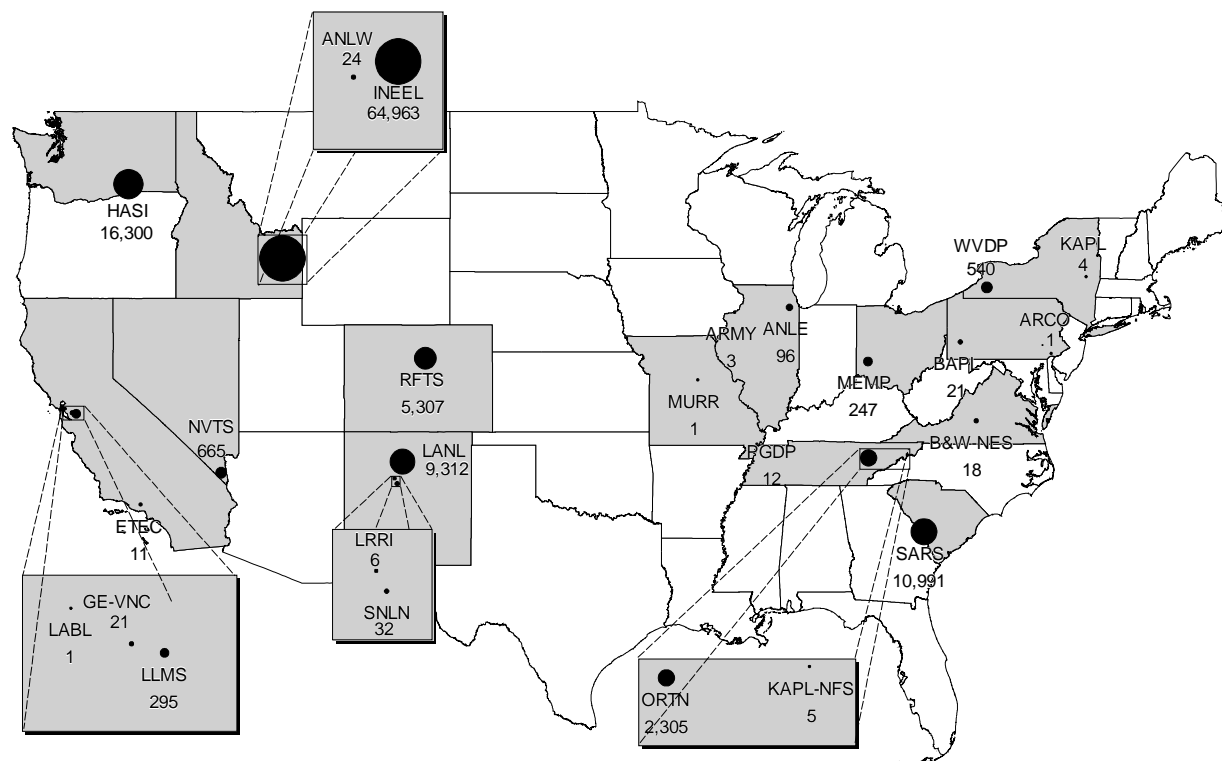 ANLW
24
INEEL
64,963
HASI
16,300
WVDP
540
KAPL
4
ARCO
1
BAPL
21
ARMY
3
ANLE
96
MEMP
247
RFTS
5,307
MURR
1
NVTS
665
LANL
9,312
PGDP
12
B&W-NES
18
ETEC
11
SARS
10,991
LRRI
6
SNLN
32
GE-VNC
21
LABL
1
LLMS
295
ORTN
2,305
KAPL-NFS
5